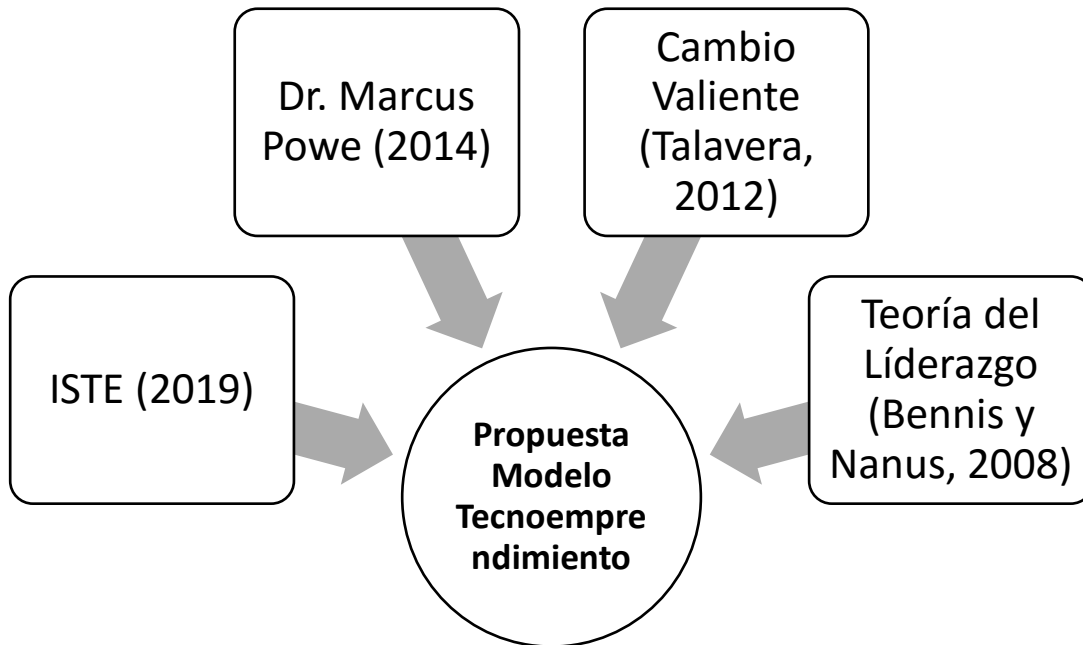 Dr. Marcus
Powe (2014)
Cambio
Valiente
(Talavera,
2012)
ISTE (2019)
Teoría del
Líderazgo
(Bennis y
Nanus, 2008)
Propuesta
Modelo
Tecnoempre
ndimiento